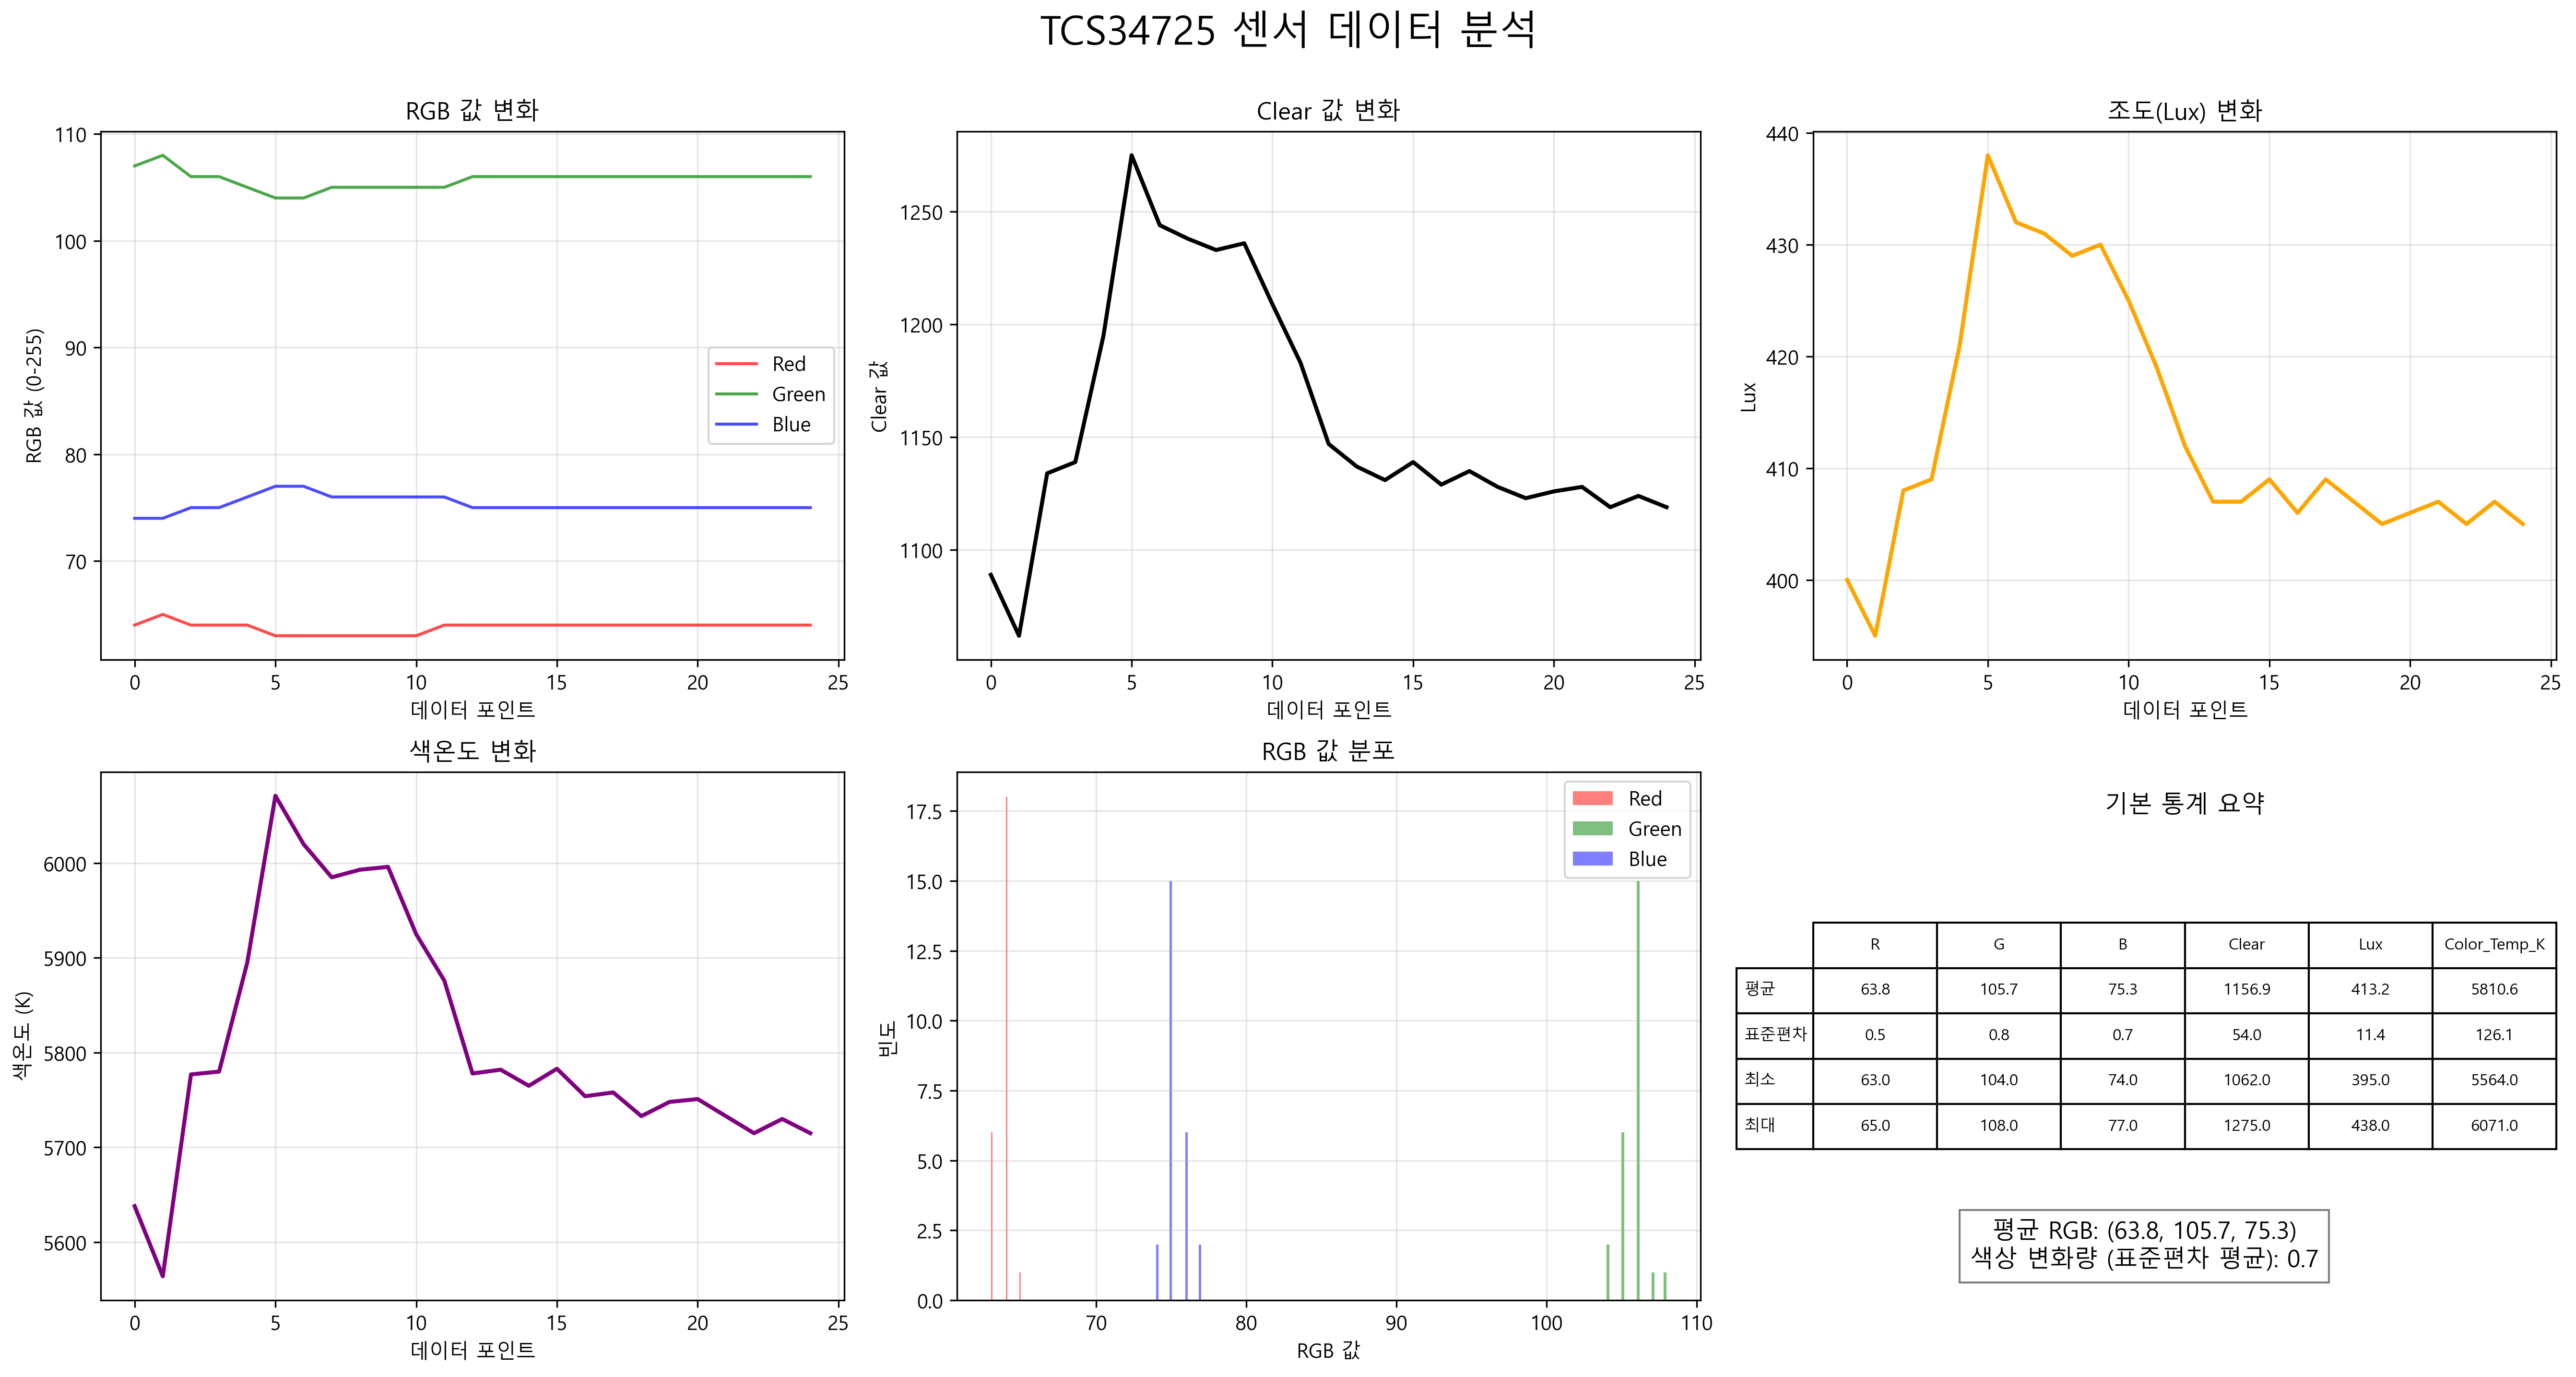 TCS34725 센서 데이터 분석
RGB 값 변화
RGB 값 (0-255)
110
100
90
80
70
Red
Green
Blue
0 5 10 15 20 25
데이터 포인트
Clear 값 변화
Clear 값
1250
1200
1150
1100
0 5 10 15 20 25
데이터 포인트
조도(Lux) 변화
Lux
440
430
420
410
400
0 5 10 15 20 25
데이터 포인트
색온도 변화
색온도 (K)
6000
5900
5800
5700
5600
0 5 10 15 20 25
데이터 포인트
RGB 값 분포
빈도
17.5
15.0
12.5
10.0
7.5
5.0
2.5
0.0
Red
Green
Blue
70 80 90 100 110
RGB 값
기본 통계 요약
R G B Clear Lux Color_Temp_K
평균 63.8 105.7 75.3 1156.9 413.2 5810.6
표준편차 0.5 0.8 0.7 54.0 11.4 126.1
최소 63.0 104.0 74.0 1062.0 395.0 5564.0
최대 65.0 108.0 77.0 1275.0 438.0 6071.0
평균 RGB: (63.8, 105.7, 75.3)
색상 변화량 (표준편차 평균): 0.7